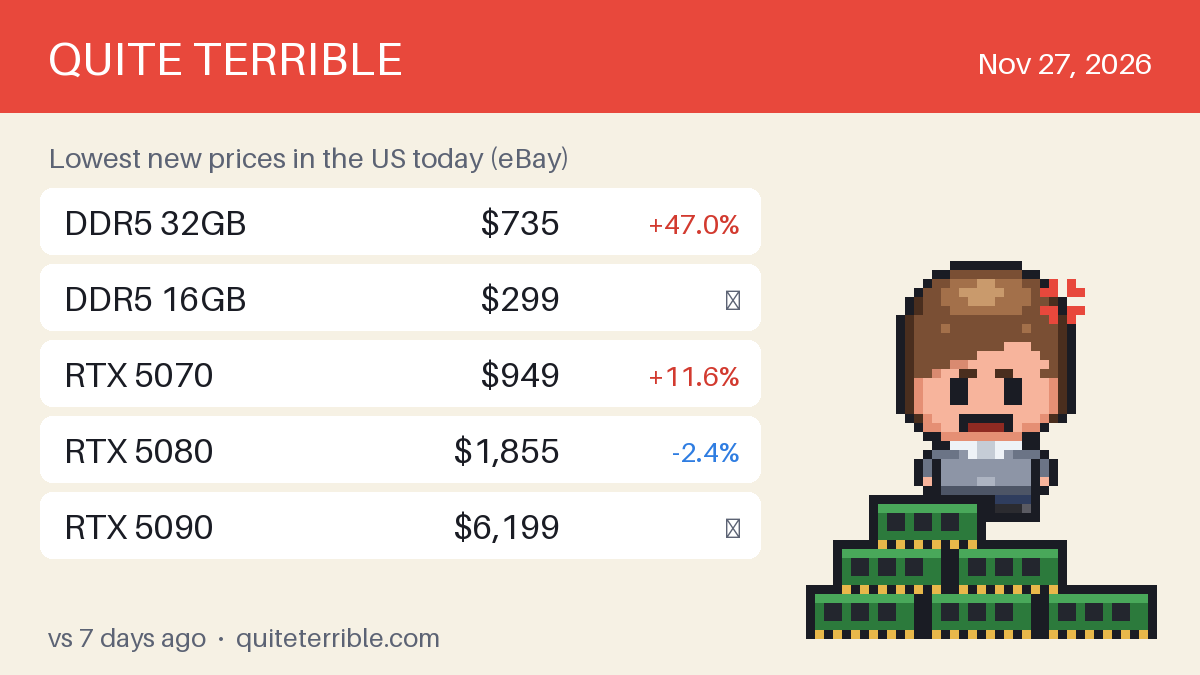 QUITE TERRIBLE
Nov 27, 2026
Lowest new prices in the US today (eBay)
DDR5 32GB $735 +47.0%
DDR5 16GB $299
RTX 5070 $949 +11.6%
RTX 5080 $1,855 -2.4%
RTX 5090 $6,199
vs 7 days ago · quiteterrible.com